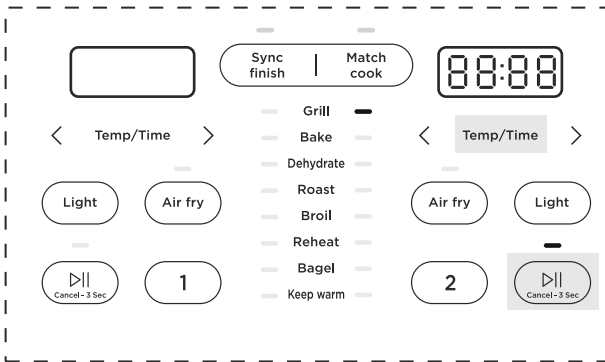 Sync finish
Match cook
88:88
Temp/Time
Grill
Bake
Dehydrate
Roast
Broil
Reheat
Bagel
Keep warm
Temp/Time
Light
Air fry
Air fry
Light
Cancel - 3 Sec
1
2
Cancel - 3 Sec